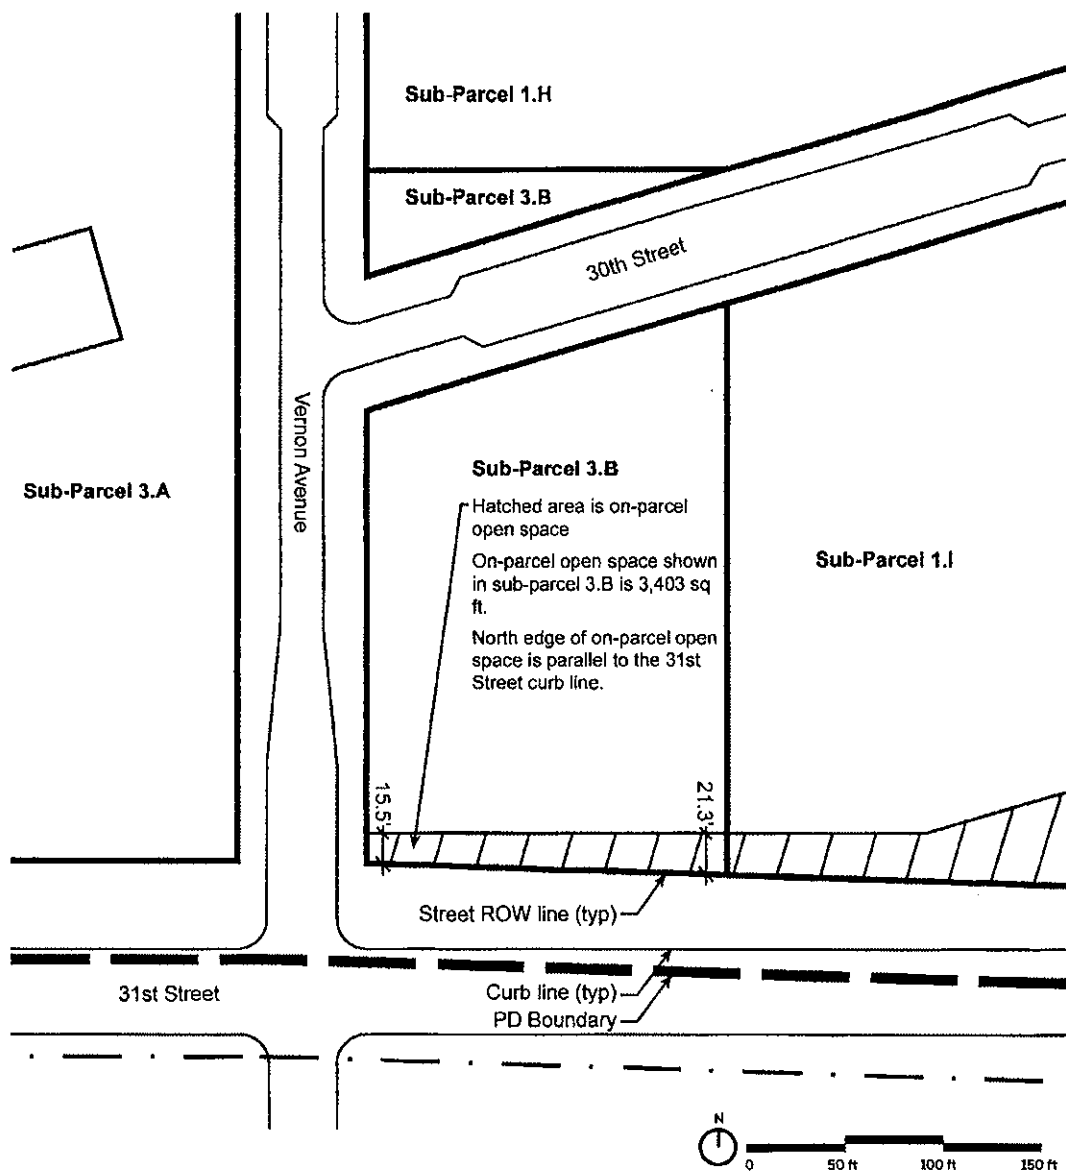 Sub-Parcel 1.H
Sub-Parcel 3.B
30th Street
Vernon Avenue
Sub-Parcel 3.A
Sub-Parcel 3.B
Hatched area is on-parcel
open space
On-parcel open space shown
in sub-parcel 3.B is 3,403 sq
ft.
North edge of on-parcel open
space is parallel to the 31st
Street curb line.
Sub-Parcel 1.I
15.5'
21.3'
Street ROW line (typ)
31st Street
Curb line (typ)
PD Boundary
N
0 50 ft 100 ft 150 ft